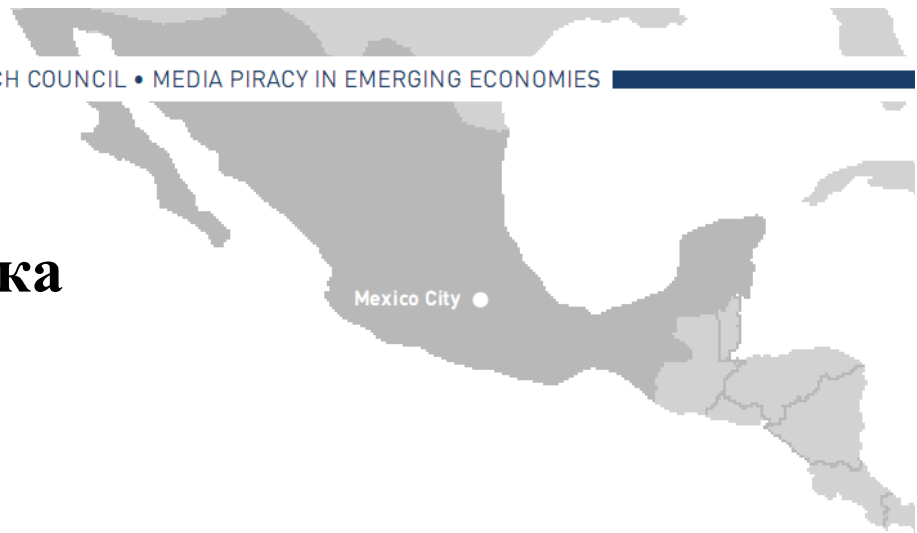 CH COUNCIL • MEDIA PIRACY IN EMERGING ECONOMIES
ка
Mexico City